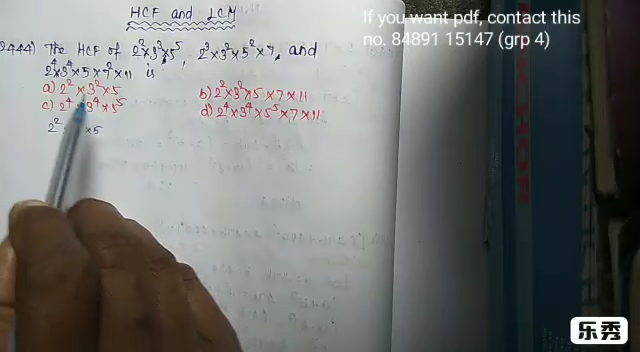 HCF and LCM
If you want pdf, contact this
no. 84891 15147 (grp 4)
2444) The HCF of 2²×3³×5⁵, 2³×3²×5²×7, and
2⁴×3⁴×5×7²×11 is
a) 2²×3²×5
b) 2²×3²×5×7×11
c) 2⁴×3⁴×5⁵
d) 2⁴×3⁴×5⁵×7×11
2² ×5
乐秀